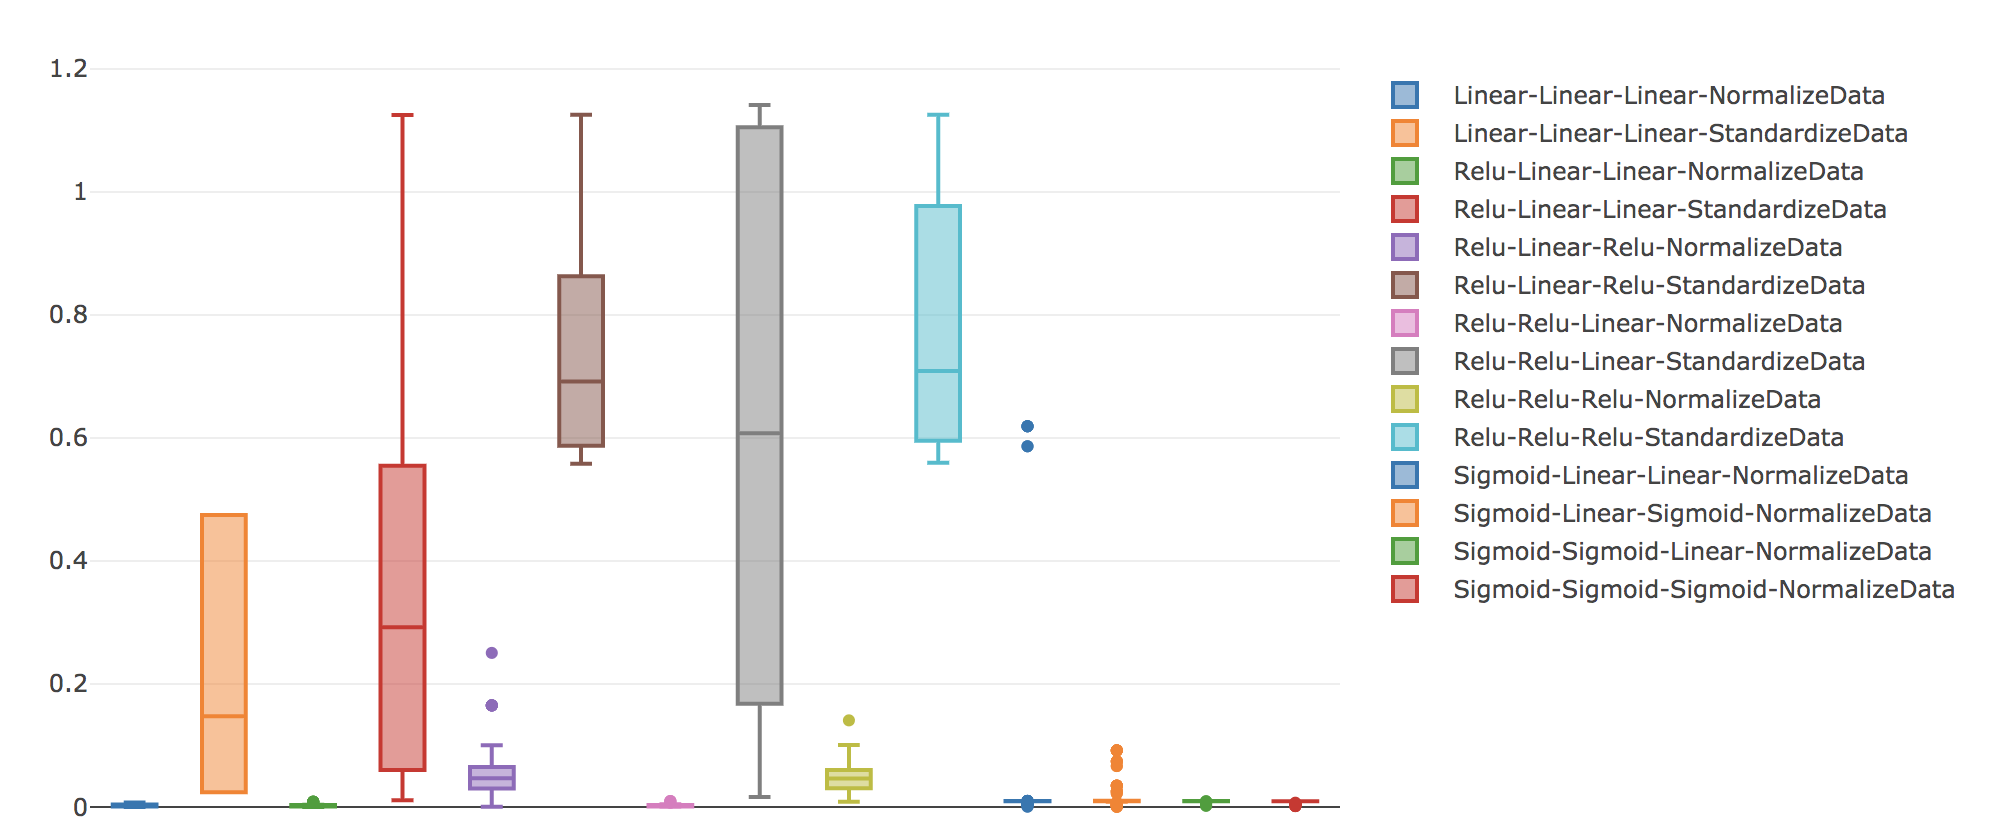 1.2
1
0.8
0.6
0.4
0.2
0
Linear-Linear-Linear-NormalizeData
Linear-Linear-Linear-StandardizeData
Relu-Linear-Linear-NormalizeData
Relu-Linear-Linear-StandardizeData
Relu-Linear-Relu-NormalizeData
Relu-Linear-Relu-StandardizeData
Relu-Relu-Linear-NormalizeData
Relu-Relu-Linear-StandardizeData
Relu-Relu-Relu-NormalizeData
Relu-Relu-Relu-StandardizeData
Sigmoid-Linear-Linear-NormalizeData
Sigmoid-Linear-Sigmoid-NormalizeData
Sigmoid-Sigmoid-Linear-NormalizeData
Sigmoid-Sigmoid-Sigmoid-NormalizeData